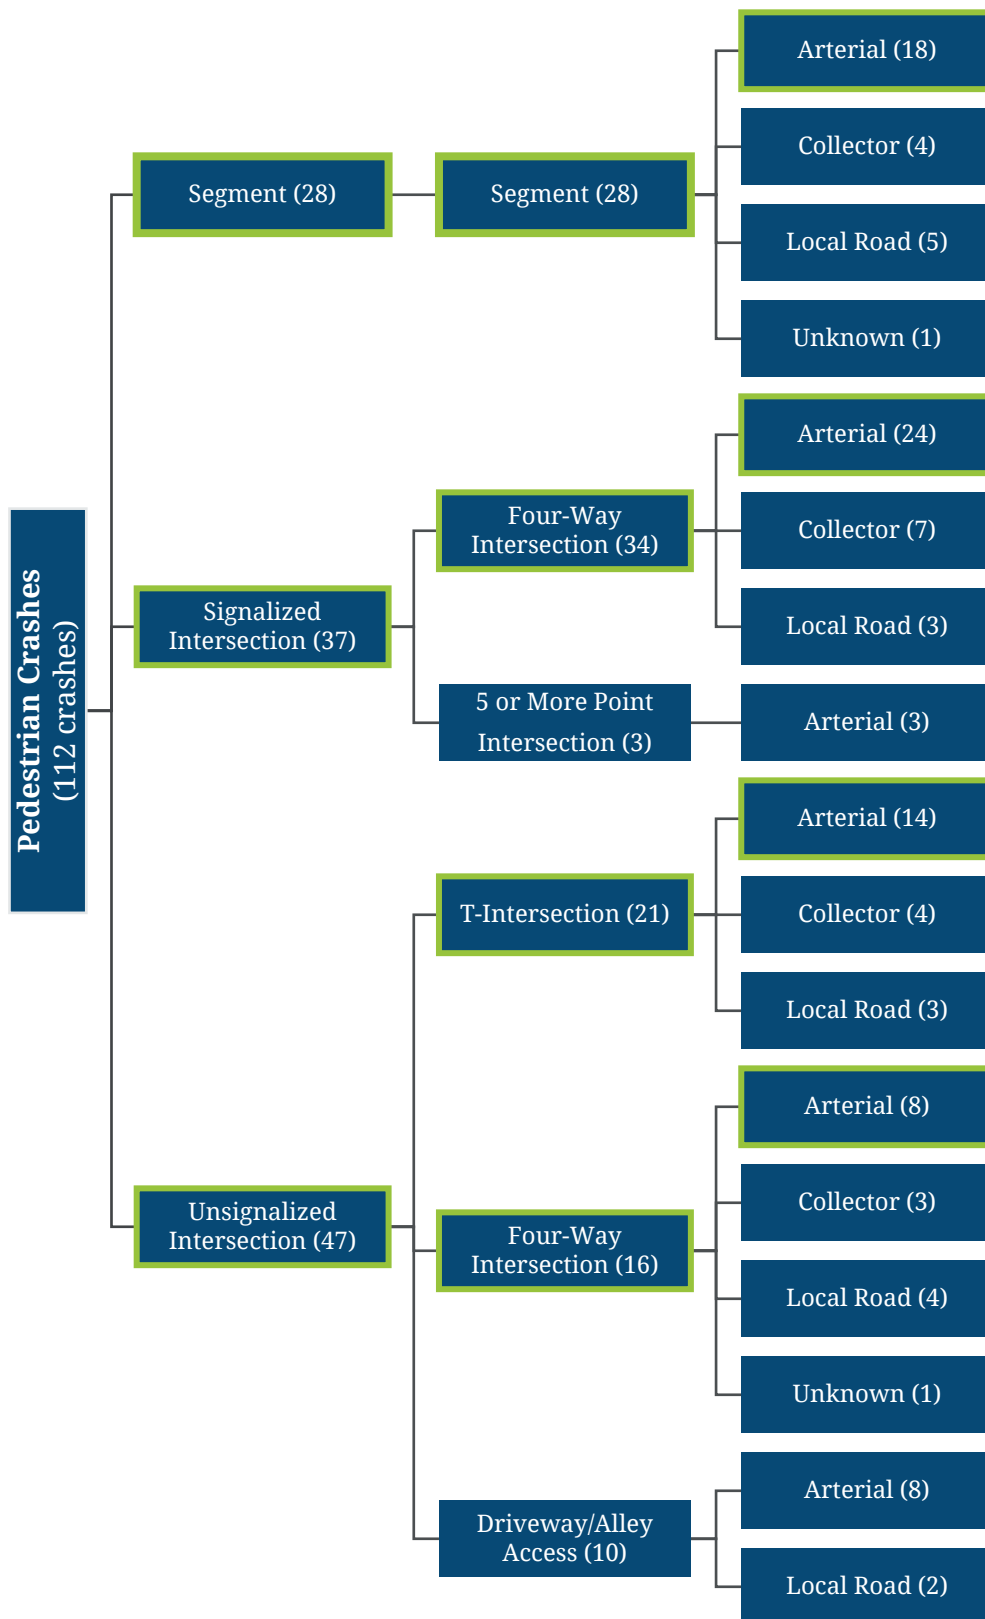 Pedestrian Crashes
(112 crashes)
Segment (28)
Segment (28)
Arterial (18)
Collector (4)
Local Road (5)
Unknown (1)
Signalized
Intersection (37)
Four-Way
Intersection (34)
Arterial (24)
Collector (7)
Local Road (3)
5 or More Point
Intersection (3)
Arterial (3)
Unsignalized
Intersection (47)
T-Intersection (21)
Arterial (14)
Collector (4)
Local Road (3)
Four-Way
Intersection (16)
Arterial (8)
Collector (3)
Local Road (4)
Unknown (1)
Driveway/Alley
Access (10)
Arterial (8)
Local Road (2)